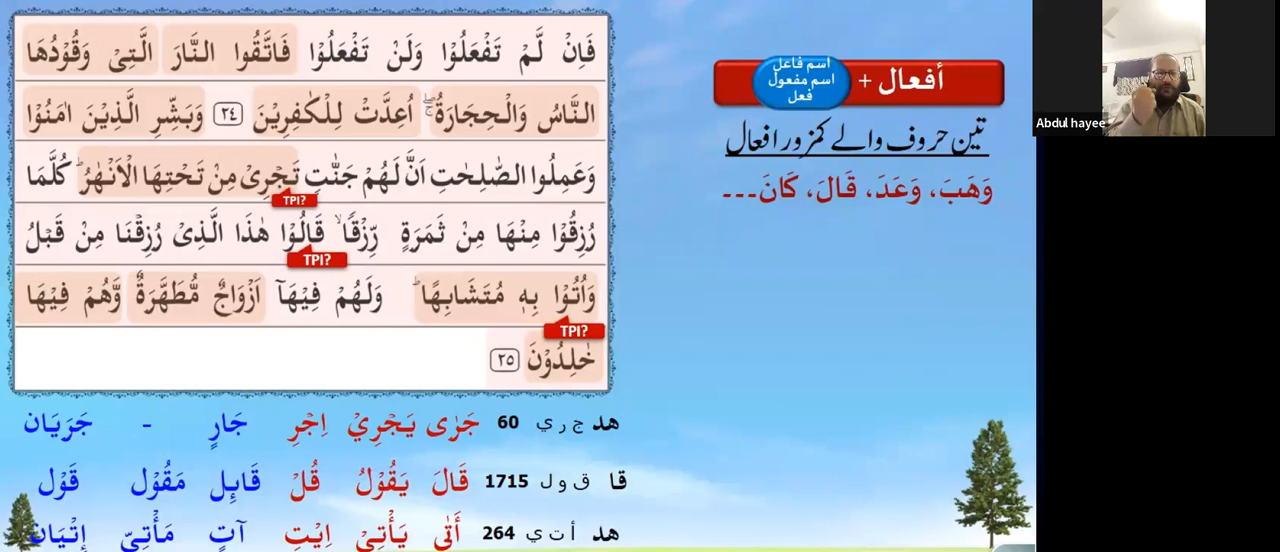 فَاِنْ لَّمْ تَفْعَلُوْا وَلَنْ تَفْعَلُوْا فَاتَّقُوا النَّارَ الَّتِیْ وَقُوْدُهَا
النَّاسُ وَالْحِجَارَةُ ۖۚ اُعِدَّتْ لِلْكٰفِرِیْنَ ٢٤ وَبَشِّرِ الَّذِیْنَ اٰمَنُوْا
وَعَمِلُوا الصّٰلِحٰتِ اَنَّ لَهُمْ جَنّٰتٍ تَجْرِیْ مِنْ تَحْتِهَا الْاَنْهٰرُ ؕ كُلَّمَا
TPI?
رُزِقُوْا مِنْهَا مِنْ ثَمَرَةٍ رِّزْقًا ۙ قَالُوْا هٰذَا الَّذِیْ رُزِقْنَا مِنْ قَبْلُ
TPI?
وَاُتُوْا بِهٖ مُتَشَابِهًا ؕ وَلَهُمْ فِیْهَاۤ اَزْوَاجٌ مُّطَهَّرَةٌ وَّهُمْ فِیْهَا
TPI?
خٰلِدُوْنَ ٢٥
هد ج ر ي 60 جَرٰى يَجْرِيْ اِجْرِ جَارٍ - جَرَيَان
قا ق و ل 1715 قَالَ يَقُوْلُ قُلْ قَائِل مَقُوْل قَوْل
هد أ ت ي 264 أَتٰى يَأْتِيْ اِيْتِ آتٍ مَأْتِيّ إِتْيَان
أفعال + اسم فاعل
اسم مفعول
فعل
تین حروف والے کمزور افعال
وَهَبَ، وَعَدَ، قَالَ، كَانَ---
Abdul hayee